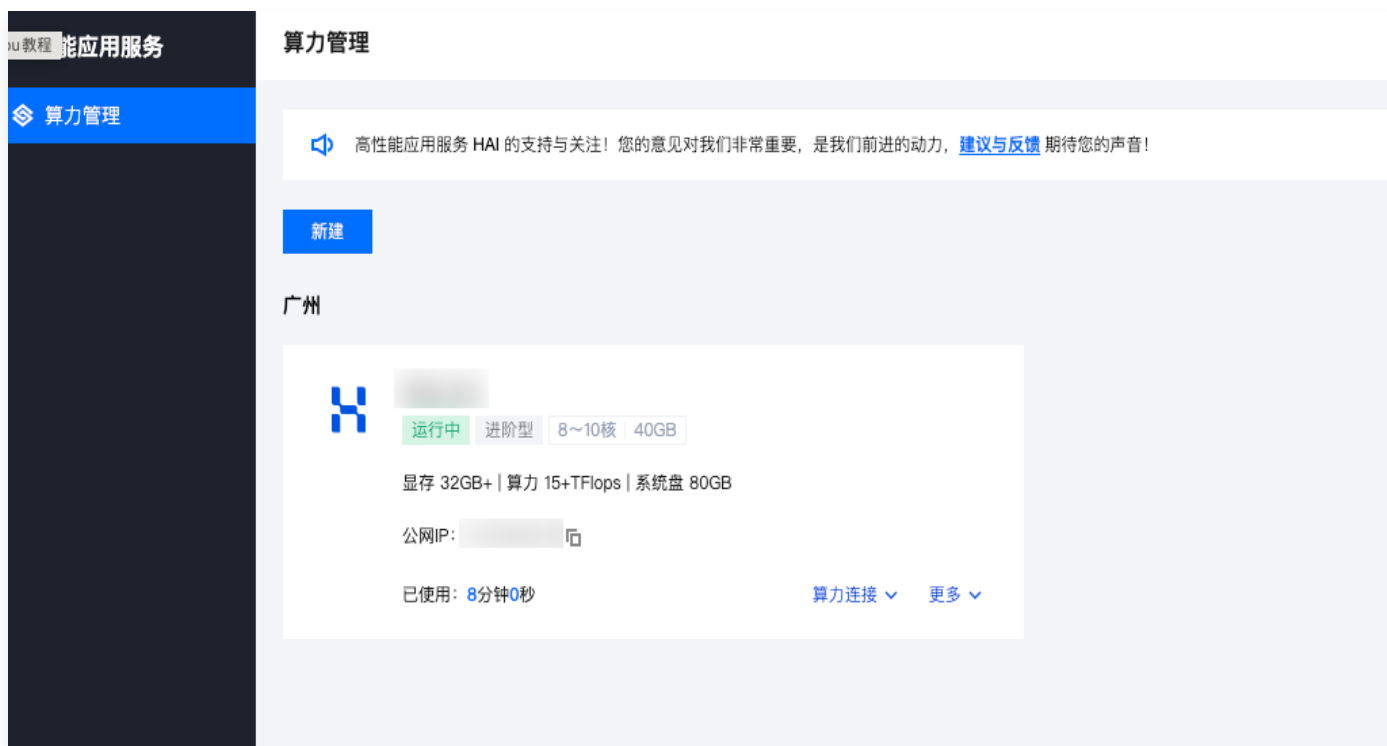 ou教程
能应用服务
算力管理
算力管理
高性能应用服务 HAI 的支持与关注！您的意见对我们非常重要，是我们前进的动力，建议与反馈 期待您的声音！
新建
广州
运行中 进阶型 8～10核 40GB
显存 32GB+ | 算力 15+TFlops | 系统盘 80GB
公网IP：
已使用：8分钟0秒 算力连接 更多